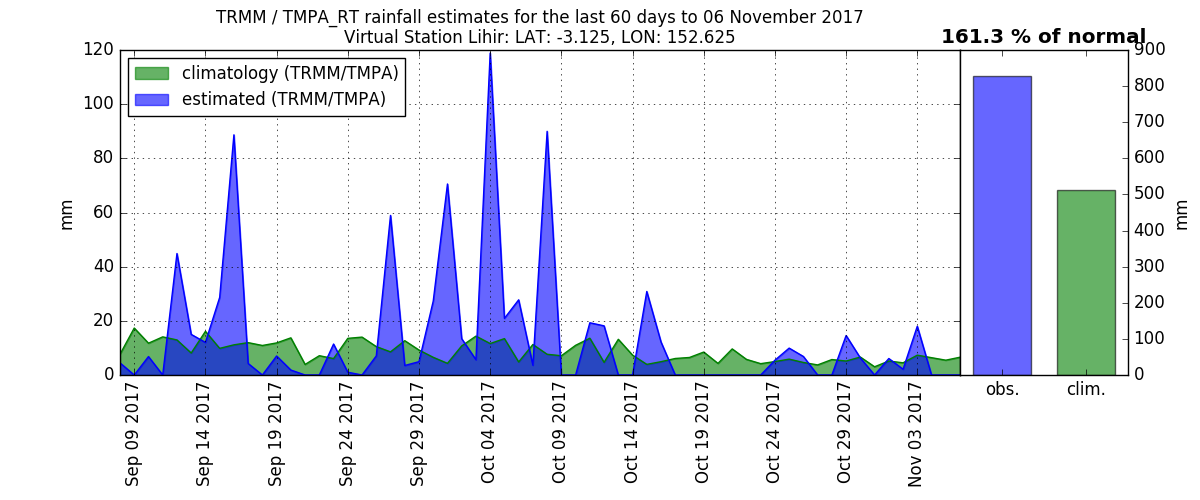 TRMM / TMPA_RT rainfall estimates for the last 60 days to 06 November 2017
Virtual Station Lihir: LAT: -3.125, LON: 152.625
161.3 % of normal
climatology (TRMM/TMPA)
estimated (TRMM/TMPA)
mm
120
100
80
60
40
20
0
Sep 09 2017
Sep 14 2017
Sep 19 2017
Sep 24 2017
Sep 29 2017
Oct 04 2017
Oct 09 2017
Oct 14 2017
Oct 19 2017
Oct 24 2017
Oct 29 2017
Nov 03 2017
obs.
clim.
900
800
700
600
500
400
300
200
100
0
mm